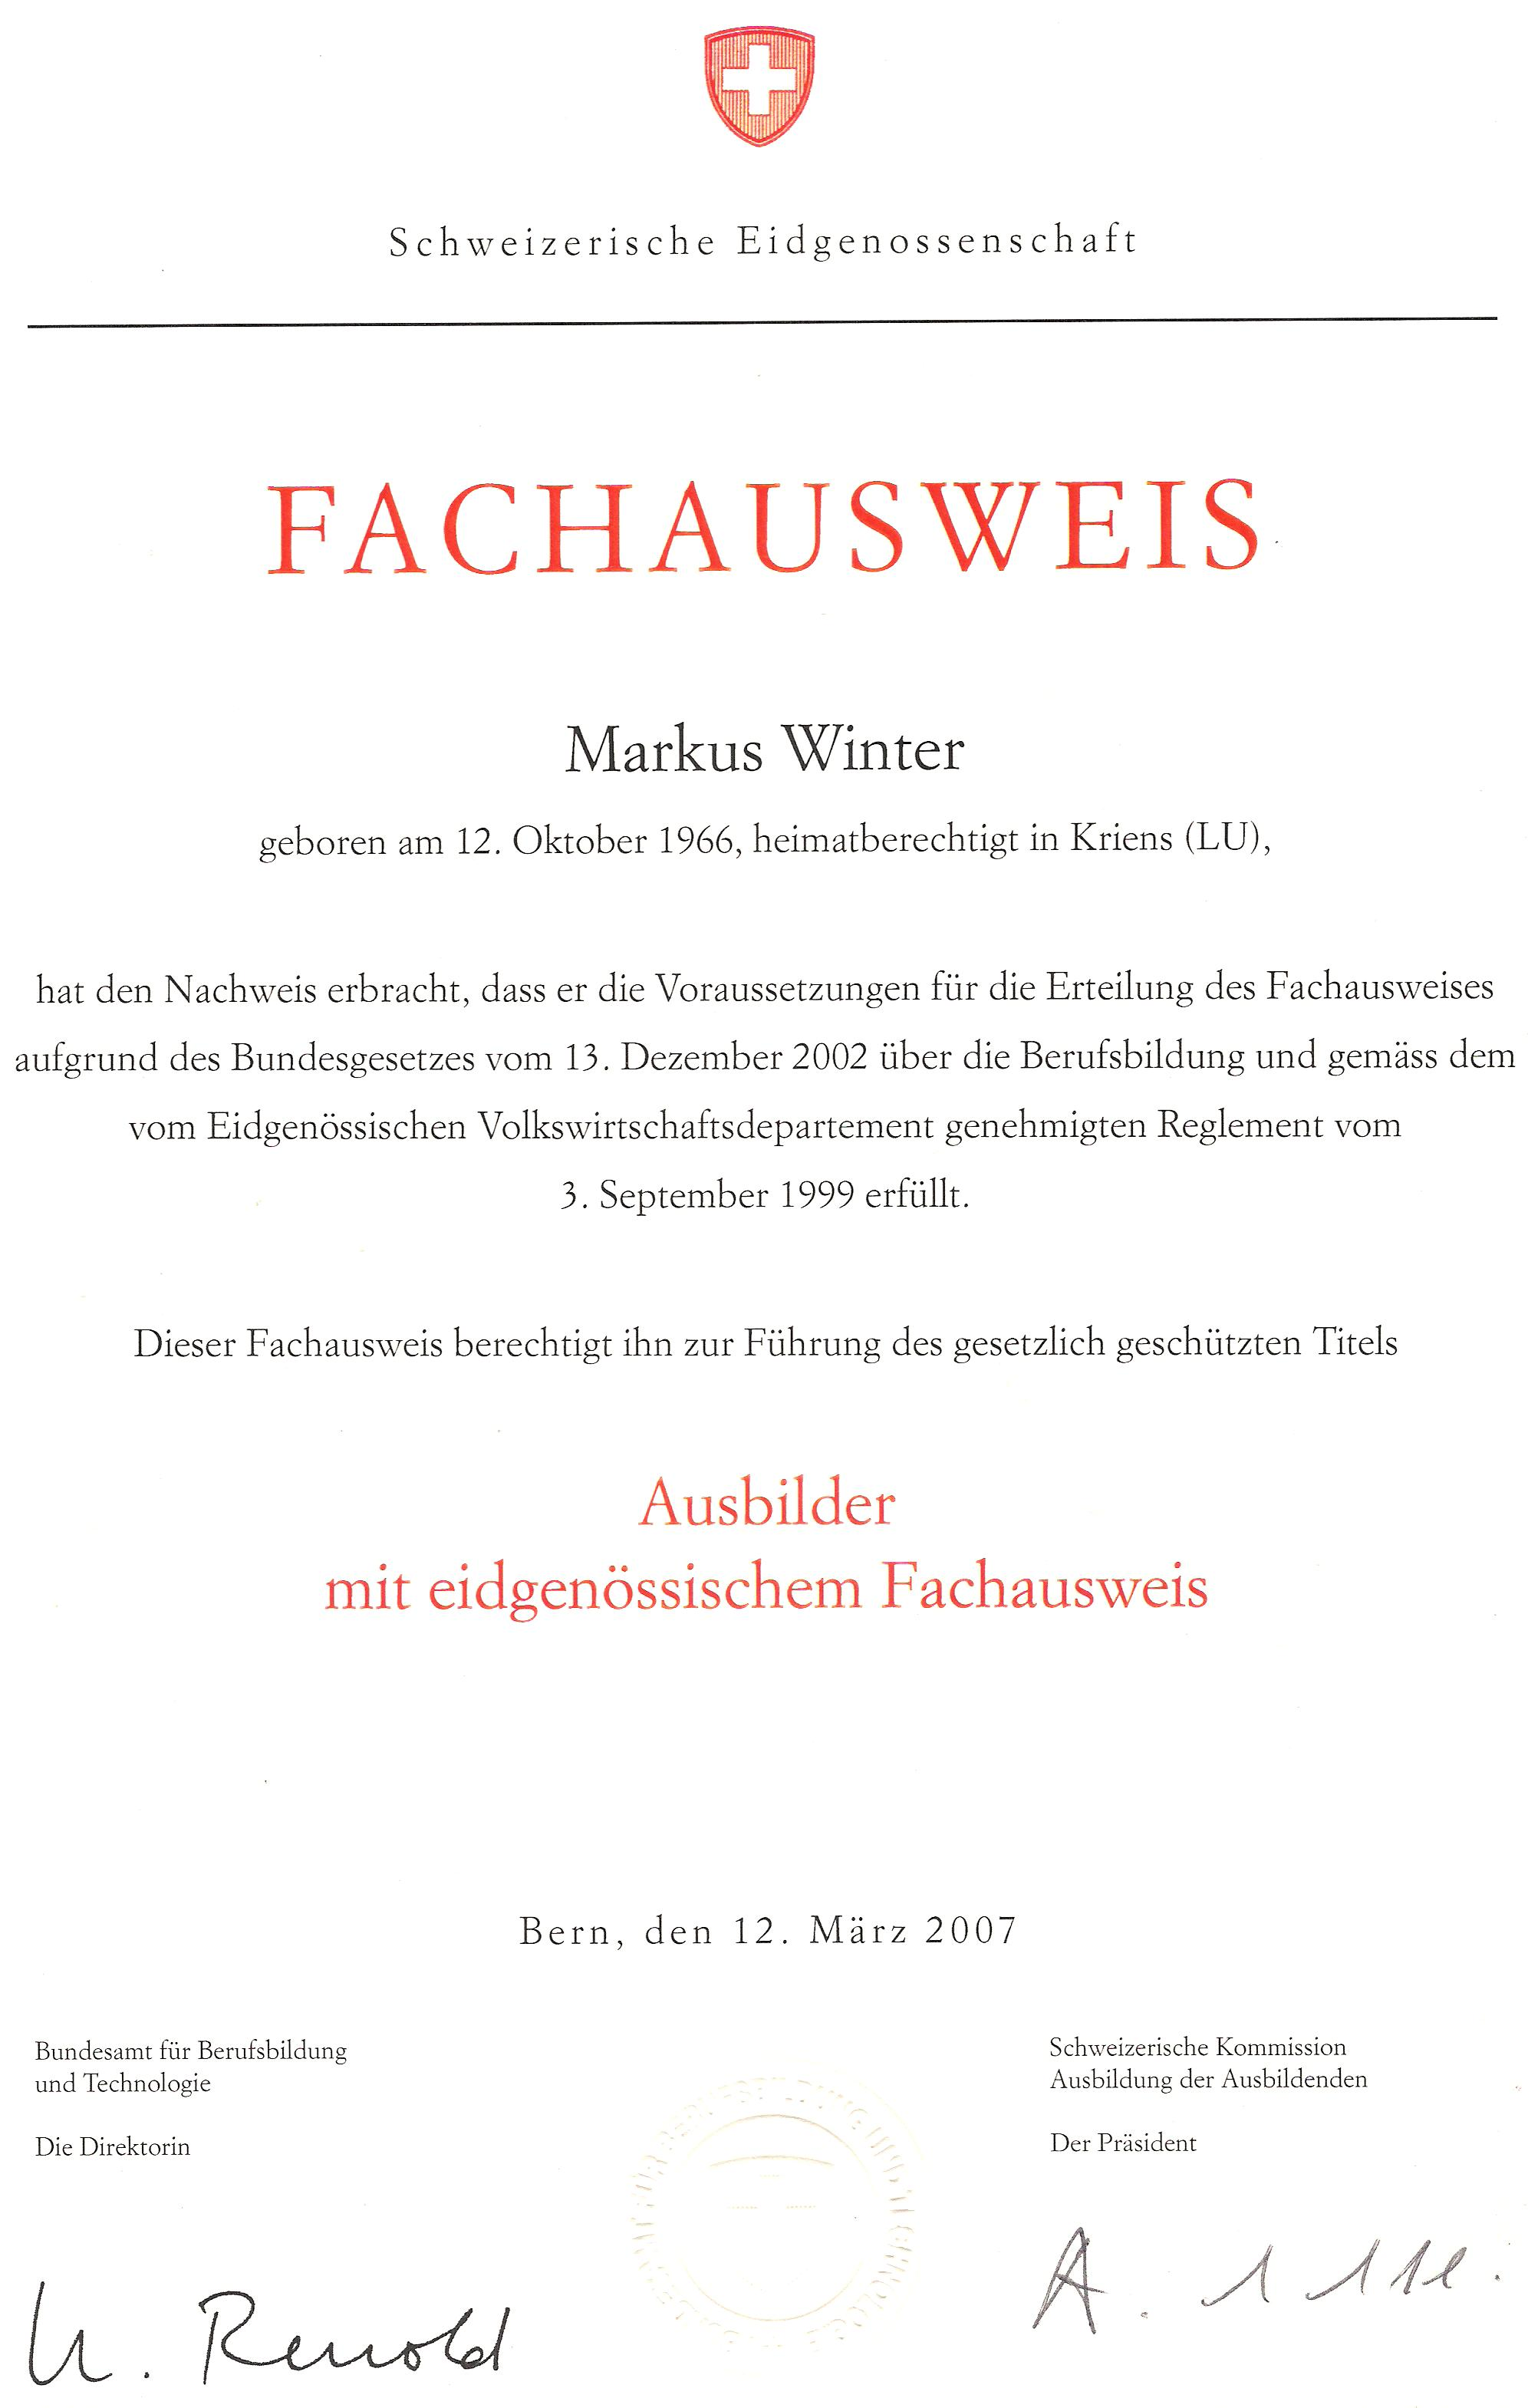 Schweizerische Eidgenossenschaft
FACHAUSWEIS
Markus Winter
geboren am 12. Oktober 1966, heimatberechtigt in Kriens (LU),
hat den Nachweis erbracht, dass er die Voraussetzungen für die Erteilung des Fachausweises
aufgrund des Bundesgesetzes vom 13. Dezember 2002 über die Berufsbildung und gemäss dem
vom Eidgenössischen Volkswirtschaftsdepartement genehmigten Reglement vom
3. September 1999 erfüllt.
Dieser Fachausweis berechtigt ihn zur Führung des gesetzlich geschützten Titels
Ausbilder
mit eidgenössischem Fachausweis
Bern, den 12. März 2007
Bundesamt für Berufsbildung
und Technologie
Die Direktorin
Schweizerische Kommission
Ausbildung der Ausbildenden
Der Präsident
U. Renold